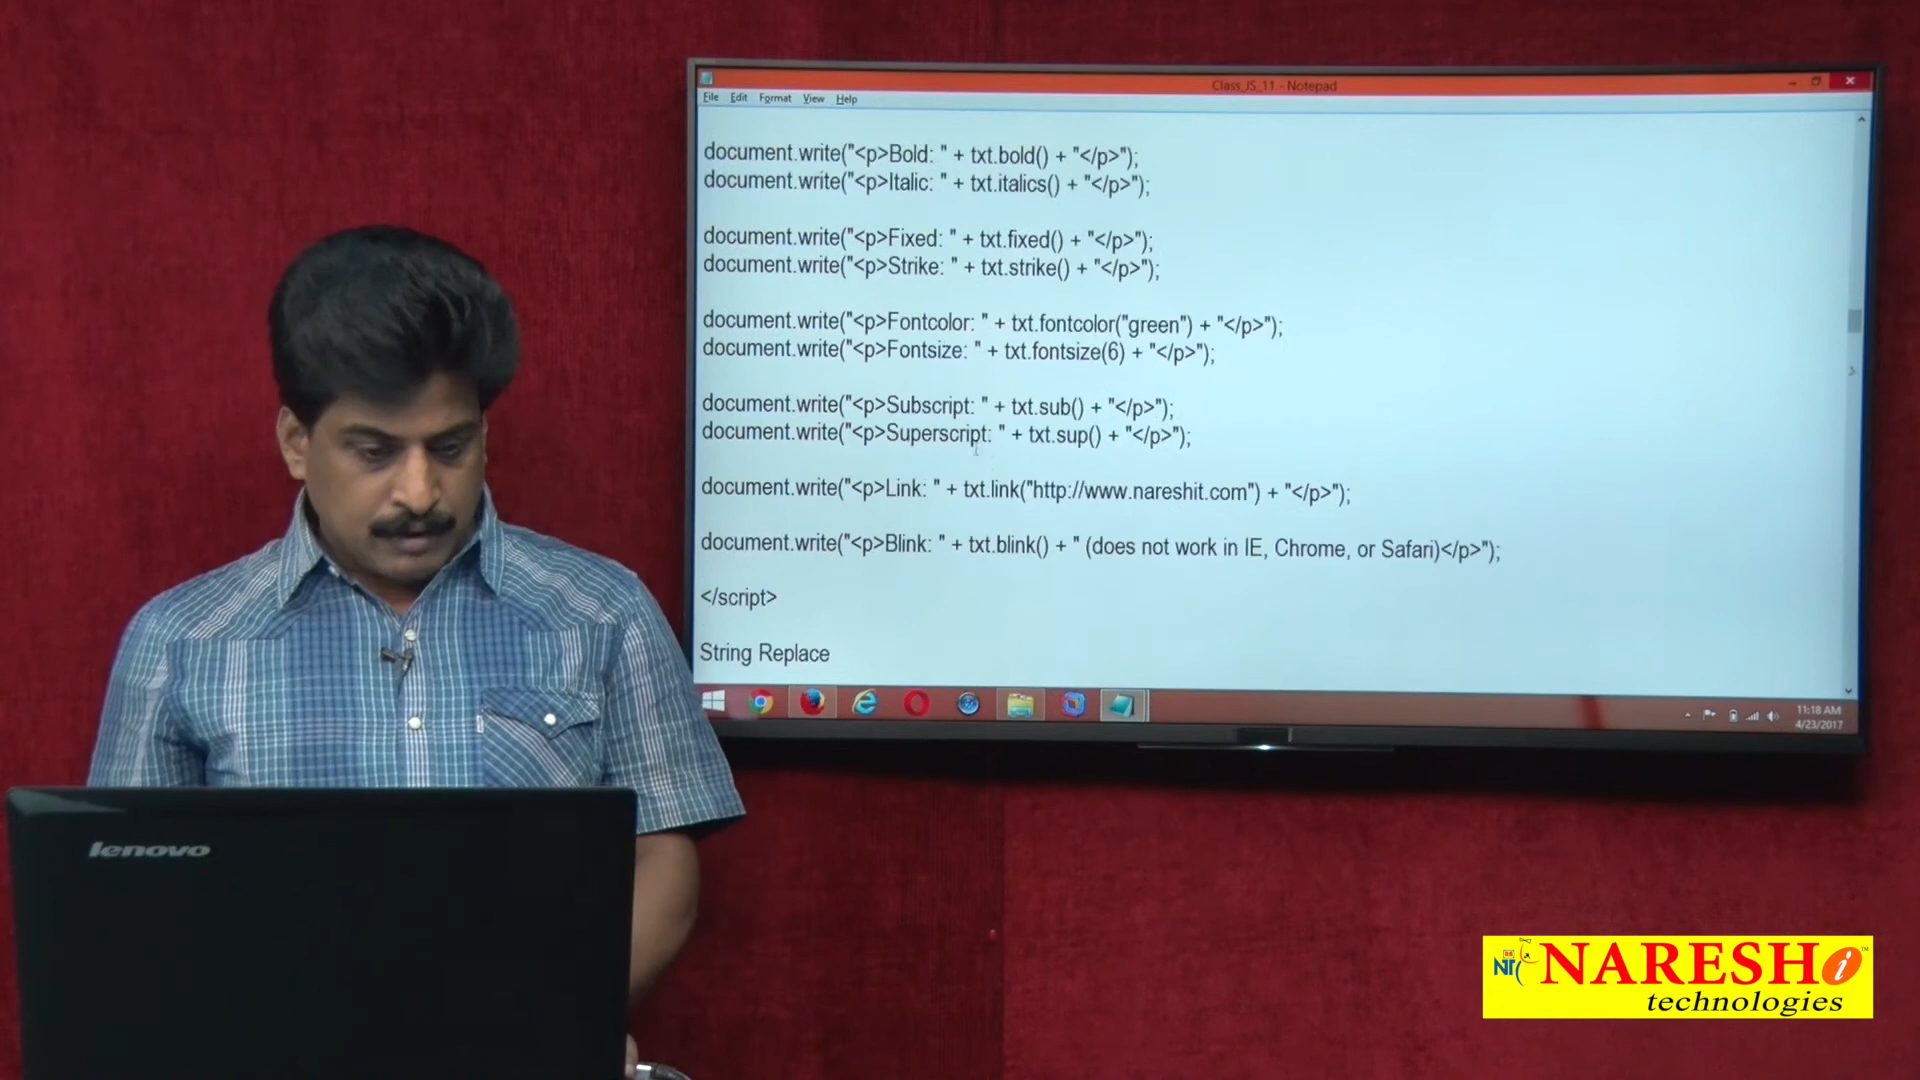 Class_JS_11 - Notepad
File Edit Format View Help
document.write("<p>Bold: " + txt.bold() + "</p>");
document.write("<p>Italic: " + txt.italics() + "</p>");
document.write("<p>Fixed: " + txt.fixed() + "</p>");
document.write("<p>Strike: " + txt.strike() + "</p>");
document.write("<p>Fontcolor: " + txt.fontcolor("green") + "</p>");
document.write("<p>Fontsize: " + txt.fontsize(6) + "</p>");
document.write("<p>Subscript: " + txt.sub() + "</p>");
document.write("<p>Superscript: " + txt.sup() + "</p>");
document.write("<p>Link: " + txt.link("http://www.nareshit.com") + "</p>");
document.write("<p>Blink: " + txt.blink() + " (does not work in IE, Chrome, or Safari)</p>");
</script>
String Replace
11:18 AM
4/23/2017
lenovo
NARESH i
technologies